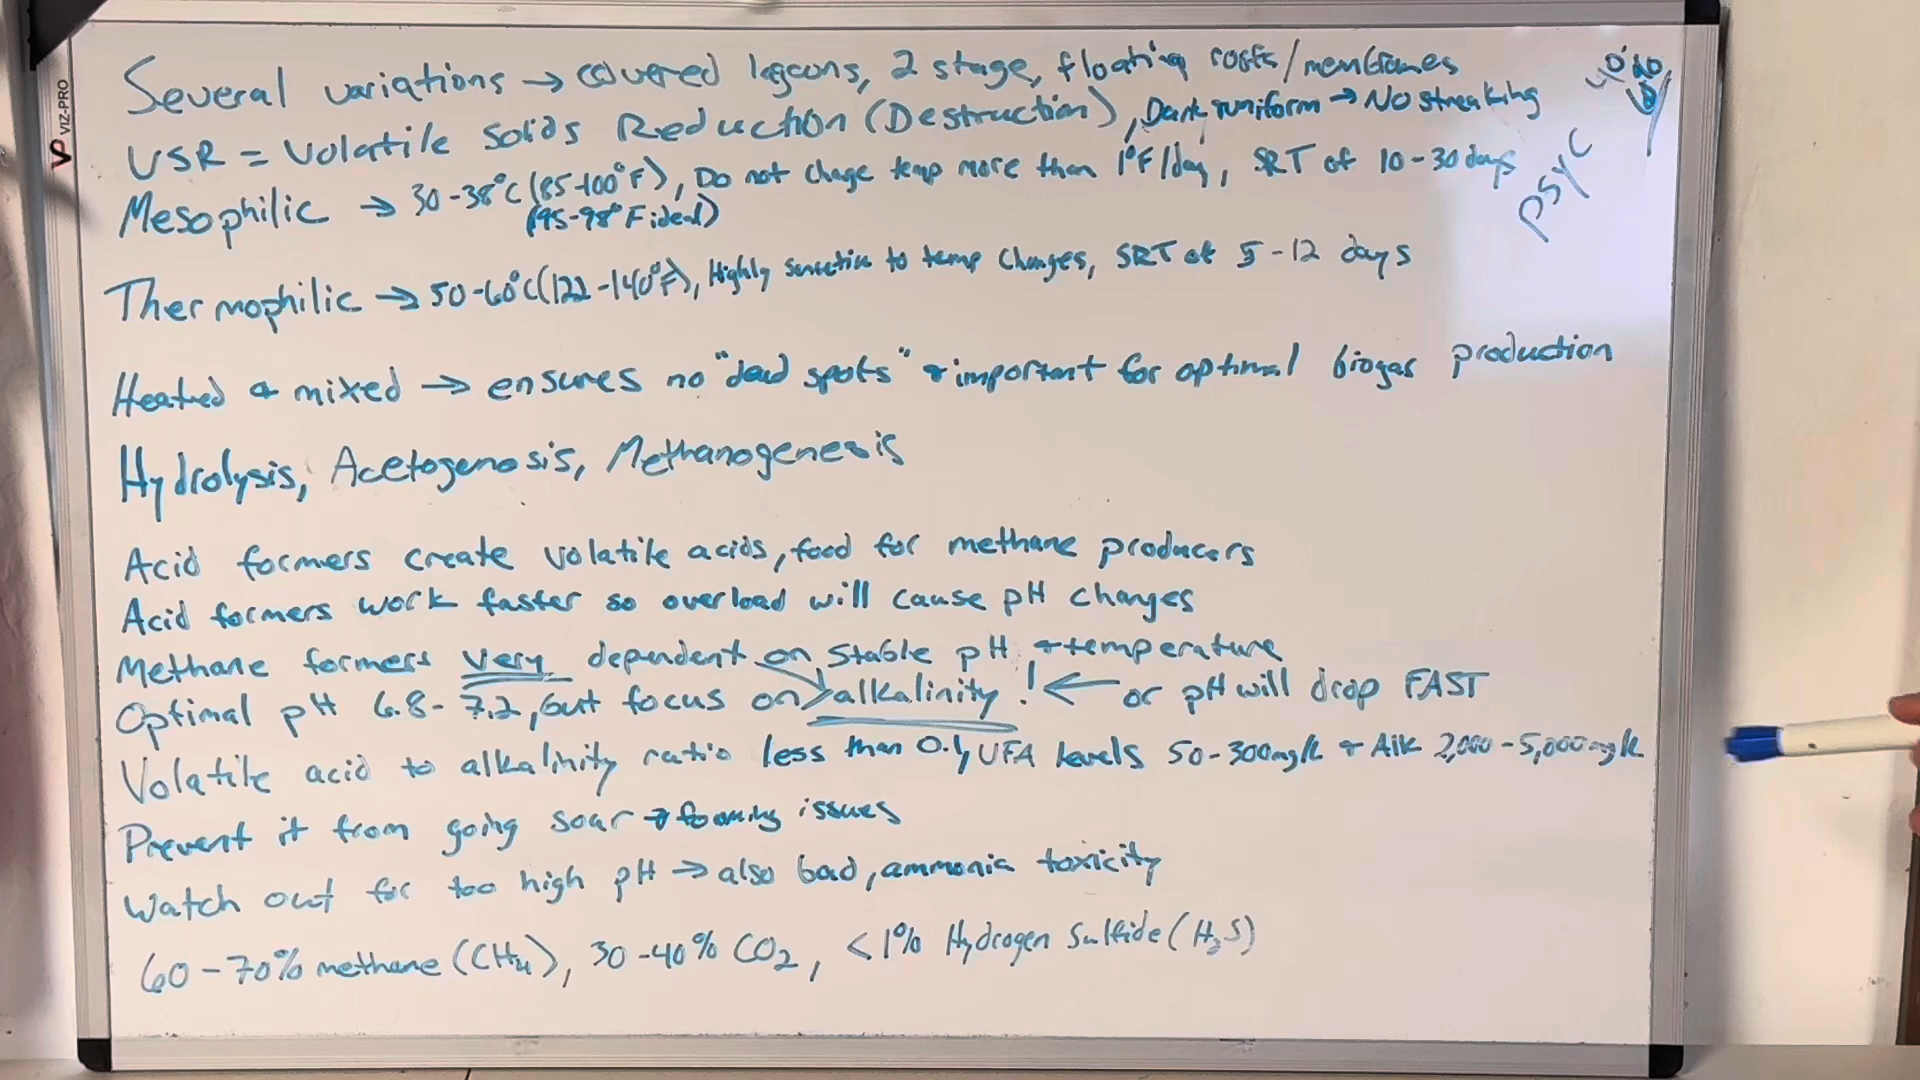 Several variations → covered lagoons, 2 stage, floating roofs/membranes
VSR = Volatile Solids Reduction (Destruction), Dark uniform → No streaking
Mesophilic → 30-38°C (85-100°F), Do not chage temp more than 1°F/day, SRT of 10-30 days
(95-98°F ideal)
Thermophilic → 50-60°C (122-140°F), Highly sensetive to temp changes, SRT of 5-12 days
Heated & mixed → ensures no "dead spots" & important for optimal biogas production
Hydrolysis, Acetogenosis, Methanogenesis
Acid formers create volatile acids, food for methane producers
Acid formers work faster so overload will cause pH changes
Methane formers very dependent on stable pH & temperature
Optimal pH 6.8-7.2, but focus on alkalinity! ← or pH will drop FAST
Volatile acid to alkalinity ratio less than 0.1, VFA levels 50-300mg/L & Alk 2,000-5,000mg/L
Prevent it from going sour → foaming issues
Watch out for too high pH → also bad, ammonia toxicity
60-70% methane (CH4), 30-40% CO2, <1% Hydrogen Sulfide (H2S)
psyc
VIZ-PRO